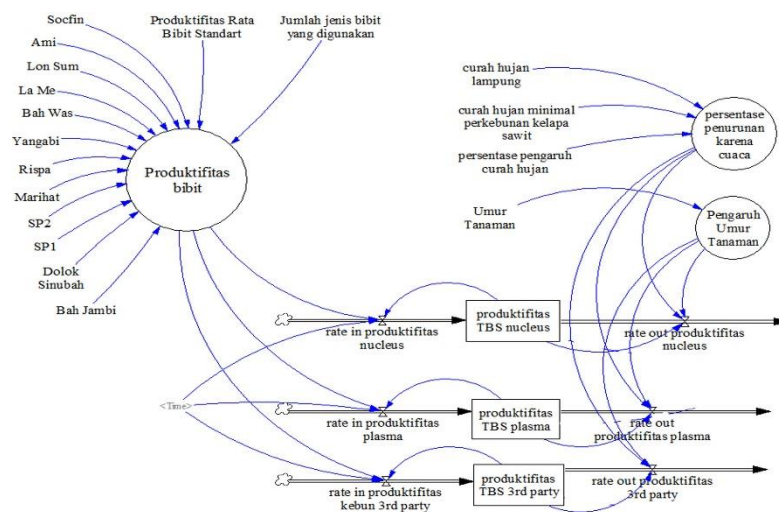 Socfin
Ami
Lon Sum
La Me
Bah Was
Yangabi
Rispa
Marihat
SP2
SP1
Dolok
Sinubah
Bah Jambi
Produktifitas Rata
Bibit Standart
Jumlah jenis bibit
yang digunakan
Produktifitas
bibit
curah hujan
lampung
curah hujan minimal
perkebunan kelapa
sawit
persentase pengaruh
curah hujan
persentase
penurunan
karena
cuaca
Umur
Tanaman
Pengaruh
Umur
Tanaman
rate in produktifitas
nucleus
produktifitas
TBS nucleus
rate out produktifitas
nucleus
<Time>
rate in produktifitas
plasma
produktifitas
TBS plasma
rate out
produktifitas plasma
rate in produktifitas
kebun 3rd party
produktifitas
TBS 3rd party
rate out produktifitas
3rd party